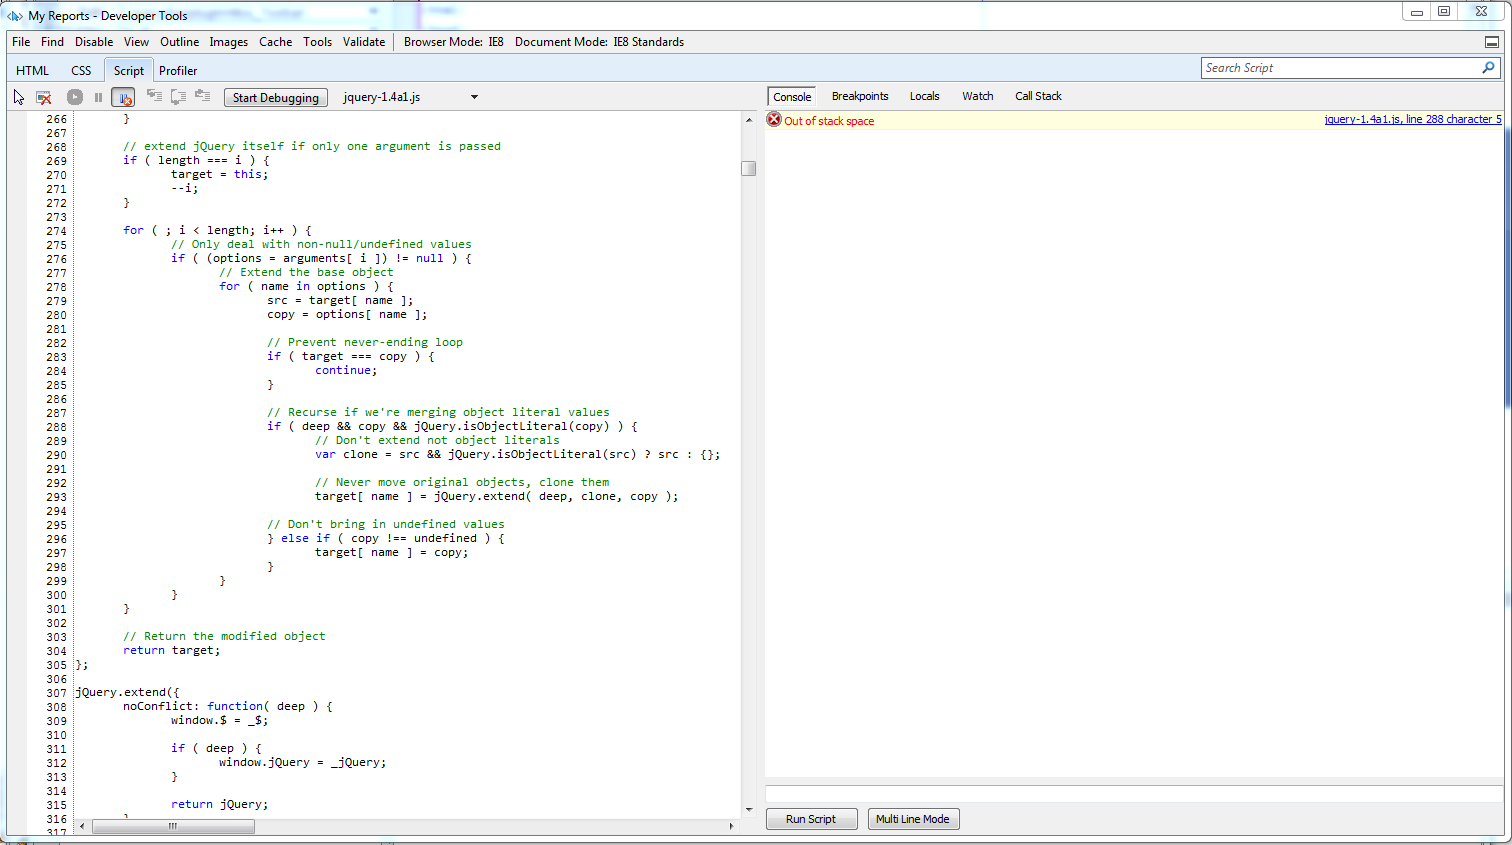 My Reports - Developer Tools
File Find Disable View Outline Images Cache Tools Validate Browser Mode: IE8 Document Mode: IE8 Standards
HTML CSS Script Profiler
Search Script
Start Debugging jquery-1.4a1.js
Console Breakpoints Locals Watch Call Stack
Out of stack space jquery-1.4a1.js, line 288 character 5
266 }
267
268 // extend jQuery itself if only one argument is passed
269 if ( length === i ) {
270 target = this;
271 --i;
272 }
273
274 for ( ; i < length; i++ ) {
275 // Only deal with non-null/undefined values
276 if ( (options = arguments[ i ]) != null ) {
277 // Extend the base object
278 for ( name in options ) {
279 src = target[ name ];
280 copy = options[ name ];
281
282 // Prevent never-ending loop
283 if ( target === copy ) {
284 continue;
285 }
286
287 // Recurse if we're merging object literal values
288 if ( deep && copy && jQuery.isObjectLiteral(copy) ) {
289 // Don't extend not object literals
290 var clone = src && jQuery.isObjectLiteral(src) ? src : {};
291
292 // Never move original objects, clone them
293 target[ name ] = jQuery.extend( deep, clone, copy );
294
295 // Don't bring in undefined values
296 } else if ( copy !== undefined ) {
297 target[ name ] = copy;
298 }
299 }
300 }
301 }
302
303 // Return the modified object
304 return target;
305 };
306
307 jQuery.extend({
308 noConflict: function( deep ) {
309 window.$ = _$;
310
311 if ( deep ) {
312 window.jQuery = _jQuery;
313 }
314
315 return jQuery;
316 }
317
Run Script Multi Line Mode